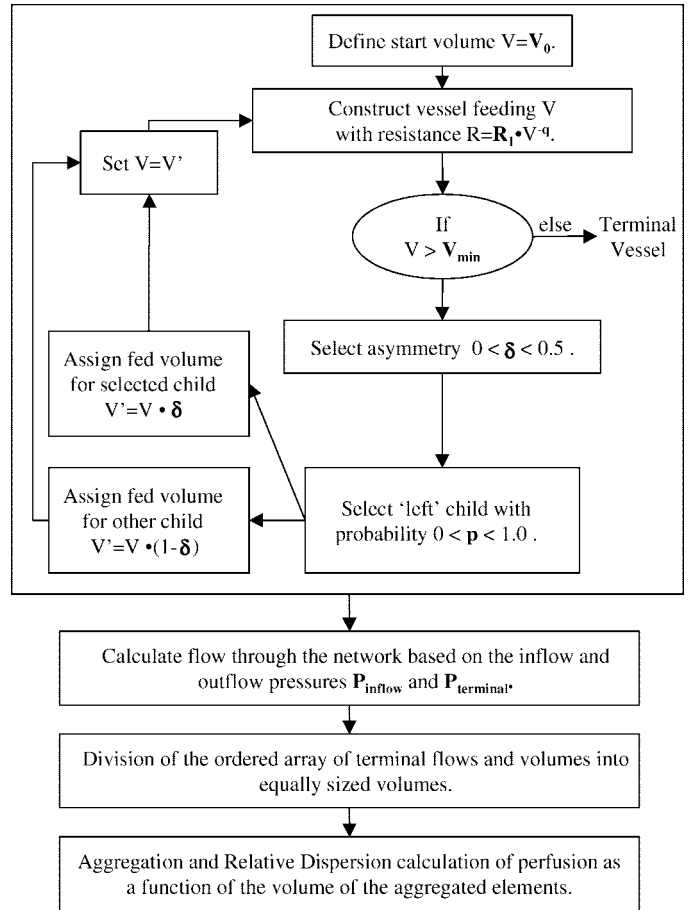 Define start volume V=V₀.
Construct vessel feeding V
with resistance R=R₁•V⁻q.
Set V=V'
If
V > Vmin
else
Terminal
Vessel
Select asymmetry 0 < δ < 0.5 .
Assign fed volume
for selected child
V'=V • δ
Assign fed volume
for other child
V'=V •(1-δ)
Select ‘left’ child with
probability 0 < p < 1.0 .
Calculate flow through the network based on the inflow and
outflow pressures Pinflow and Pterminal.
Division of the ordered array of terminal flows and volumes into
equally sized volumes.
Aggregation and Relative Dispersion calculation of perfusion as
a function of the volume of the aggregated elements.